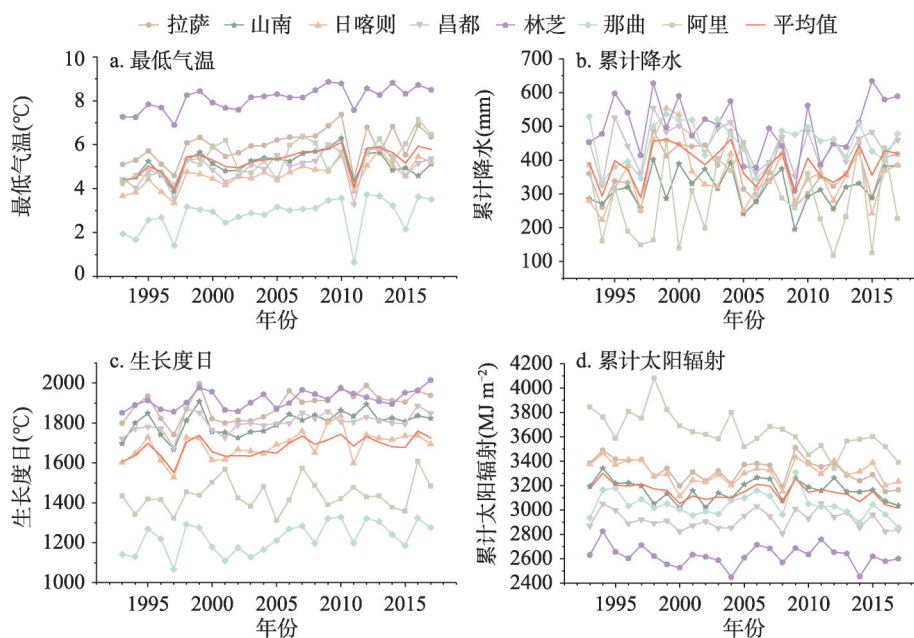 拉萨 山南 日喀则 昌都 林芝 那曲 阿里 平均值
a. 最低气温
最低气温(℃)
10
8
6
4
2
0
1995 2000 2005 2010 2015
年份
b. 累计降水
累计降水(mm)
700
600
500
400
300
200
100
1995 2000 2005 2010 2015
年份
c. 生长度日
生长度日(℃)
2000
1800
1600
1400
1200
1000
1995 2000 2005 2010 2015
年份
d. 累计太阳辐射
累计太阳辐射(MJ m⁻²)
4200
4000
3800
3600
3400
3200
3000
2800
2600
2400
1995 2000 2005 2010 2015
年份